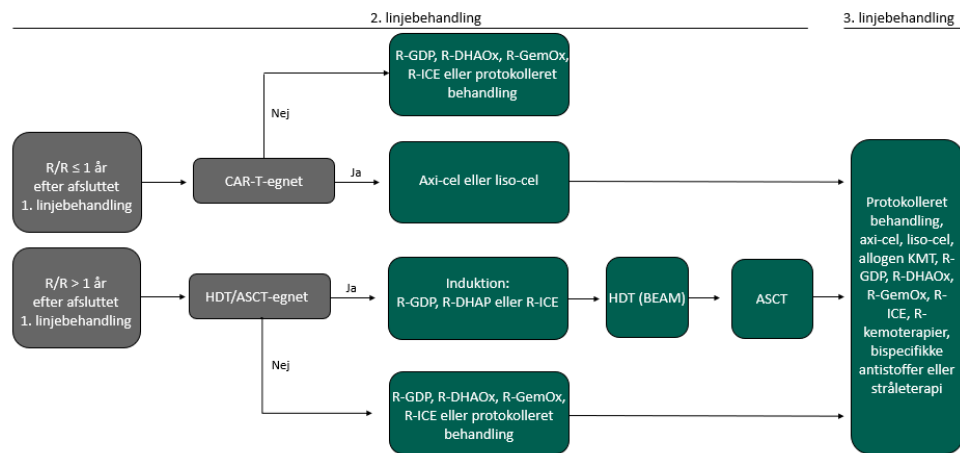 2. linjebehandling
3. linjebehandling
R-GDP, R-DHAOx, R-GemOx,
R-ICE eller protokolleret
behandling
Nej
R/R ≤ 1 år
efter afsluttet
1. linjebehandling
CAR-T-egnet
Ja
Axi-cel eller liso-cel
R/R > 1 år
efter afsluttet
1. linjebehandling
HDT/ASCT-egnet
Ja
Induktion:
R-GDP, R-DHAP eller R-ICE
HDT (BEAM)
ASCT
Nej
R-GDP, R-DHAOx, R-GemOx,
R-ICE eller protokolleret
behandling
Protokolleret
behandling,
axi-cel, liso-cel,
allogen KMT, R-
GDP, R-DHAOx,
R-GemOx, R-
ICE, R-
kemoterapier,
bispecifikke
antistoffer eller
stråleterapi